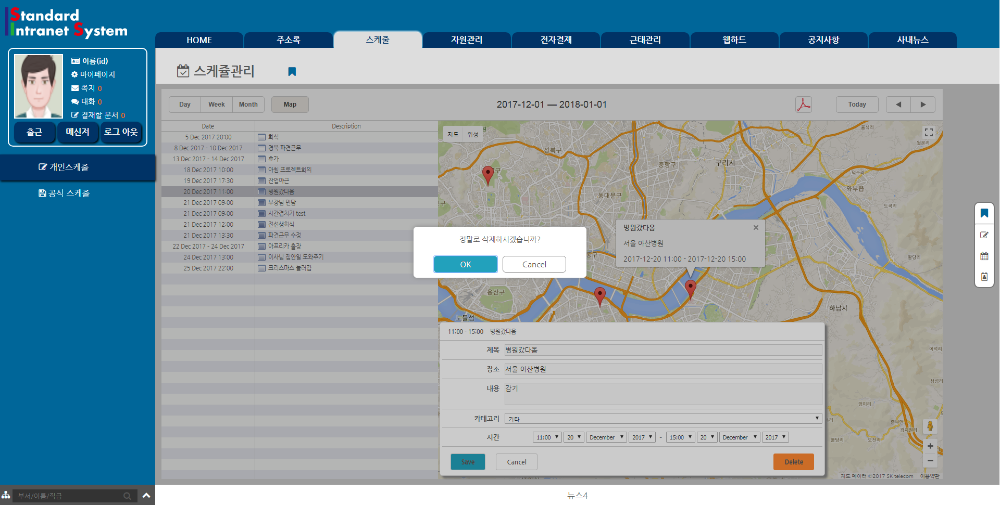 Standard
Intranet System
HOME
주소록
스케줄
자원관리
전자결재
근태관리
웹하드
공지사항
사내뉴스
이름(id)
마이페이지
쪽지 0
대화 0
결재할 문서 0
출근
메신저
로그 아웃
개인스케줄
공식 스케줄
스케쥴관리
Day
Week
Month
Map
2017-12-01 — 2018-01-01
Today
Date
Description
5 Dec 2017 20:00 회식
8 Dec 2017 - 10 Dec 2017 경북 파견근무
13 Dec 2017 - 14 Dec 2017 휴가
18 Dec 2017 10:00 아침 프로젝트회의
19 Dec 2017 17:30 잔업야근
20 Dec 2017 11:00 병원갔다옴
21 Dec 2017 09:00 부장님 면담
21 Dec 2017 09:00 시간겹치기 test
21 Dec 2017 12:00 전선생회식
21 Dec 2017 13:30 파견근무 수정
22 Dec 2017 - 24 Dec 2017 아프리카 출장
24 Dec 2017 13:00 이사님 집안일 도와주기
25 Dec 2017 22:00 크리스마스 놀러감
지도
위성
성북구
중랑구
구리시
율석리
월문리
덕소리
와부읍
도곡리
동대문구
팔당리
용산구
노들섬
하남시
이석리
삼성리
엄미리
중부면
광지원리
불당리
오전리
병원갔다옴
서울 아산병원
2017-12-20 11:00 - 2017-12-20 15:00
정말로 삭제하시겠습니까?
OK
Cancel
11:00 - 15:00 병원갔다옴
제목 병원갔다옴
장소 서울 아산병원
내용 감기
카테고리 기타
시간 11:00 20 December 2017 - 15:00 20 December 2017
Save
Cancel
Delete
지도 데이터 ©2017 SK telecom
이용약관
부서/이름/직급
뉴스4